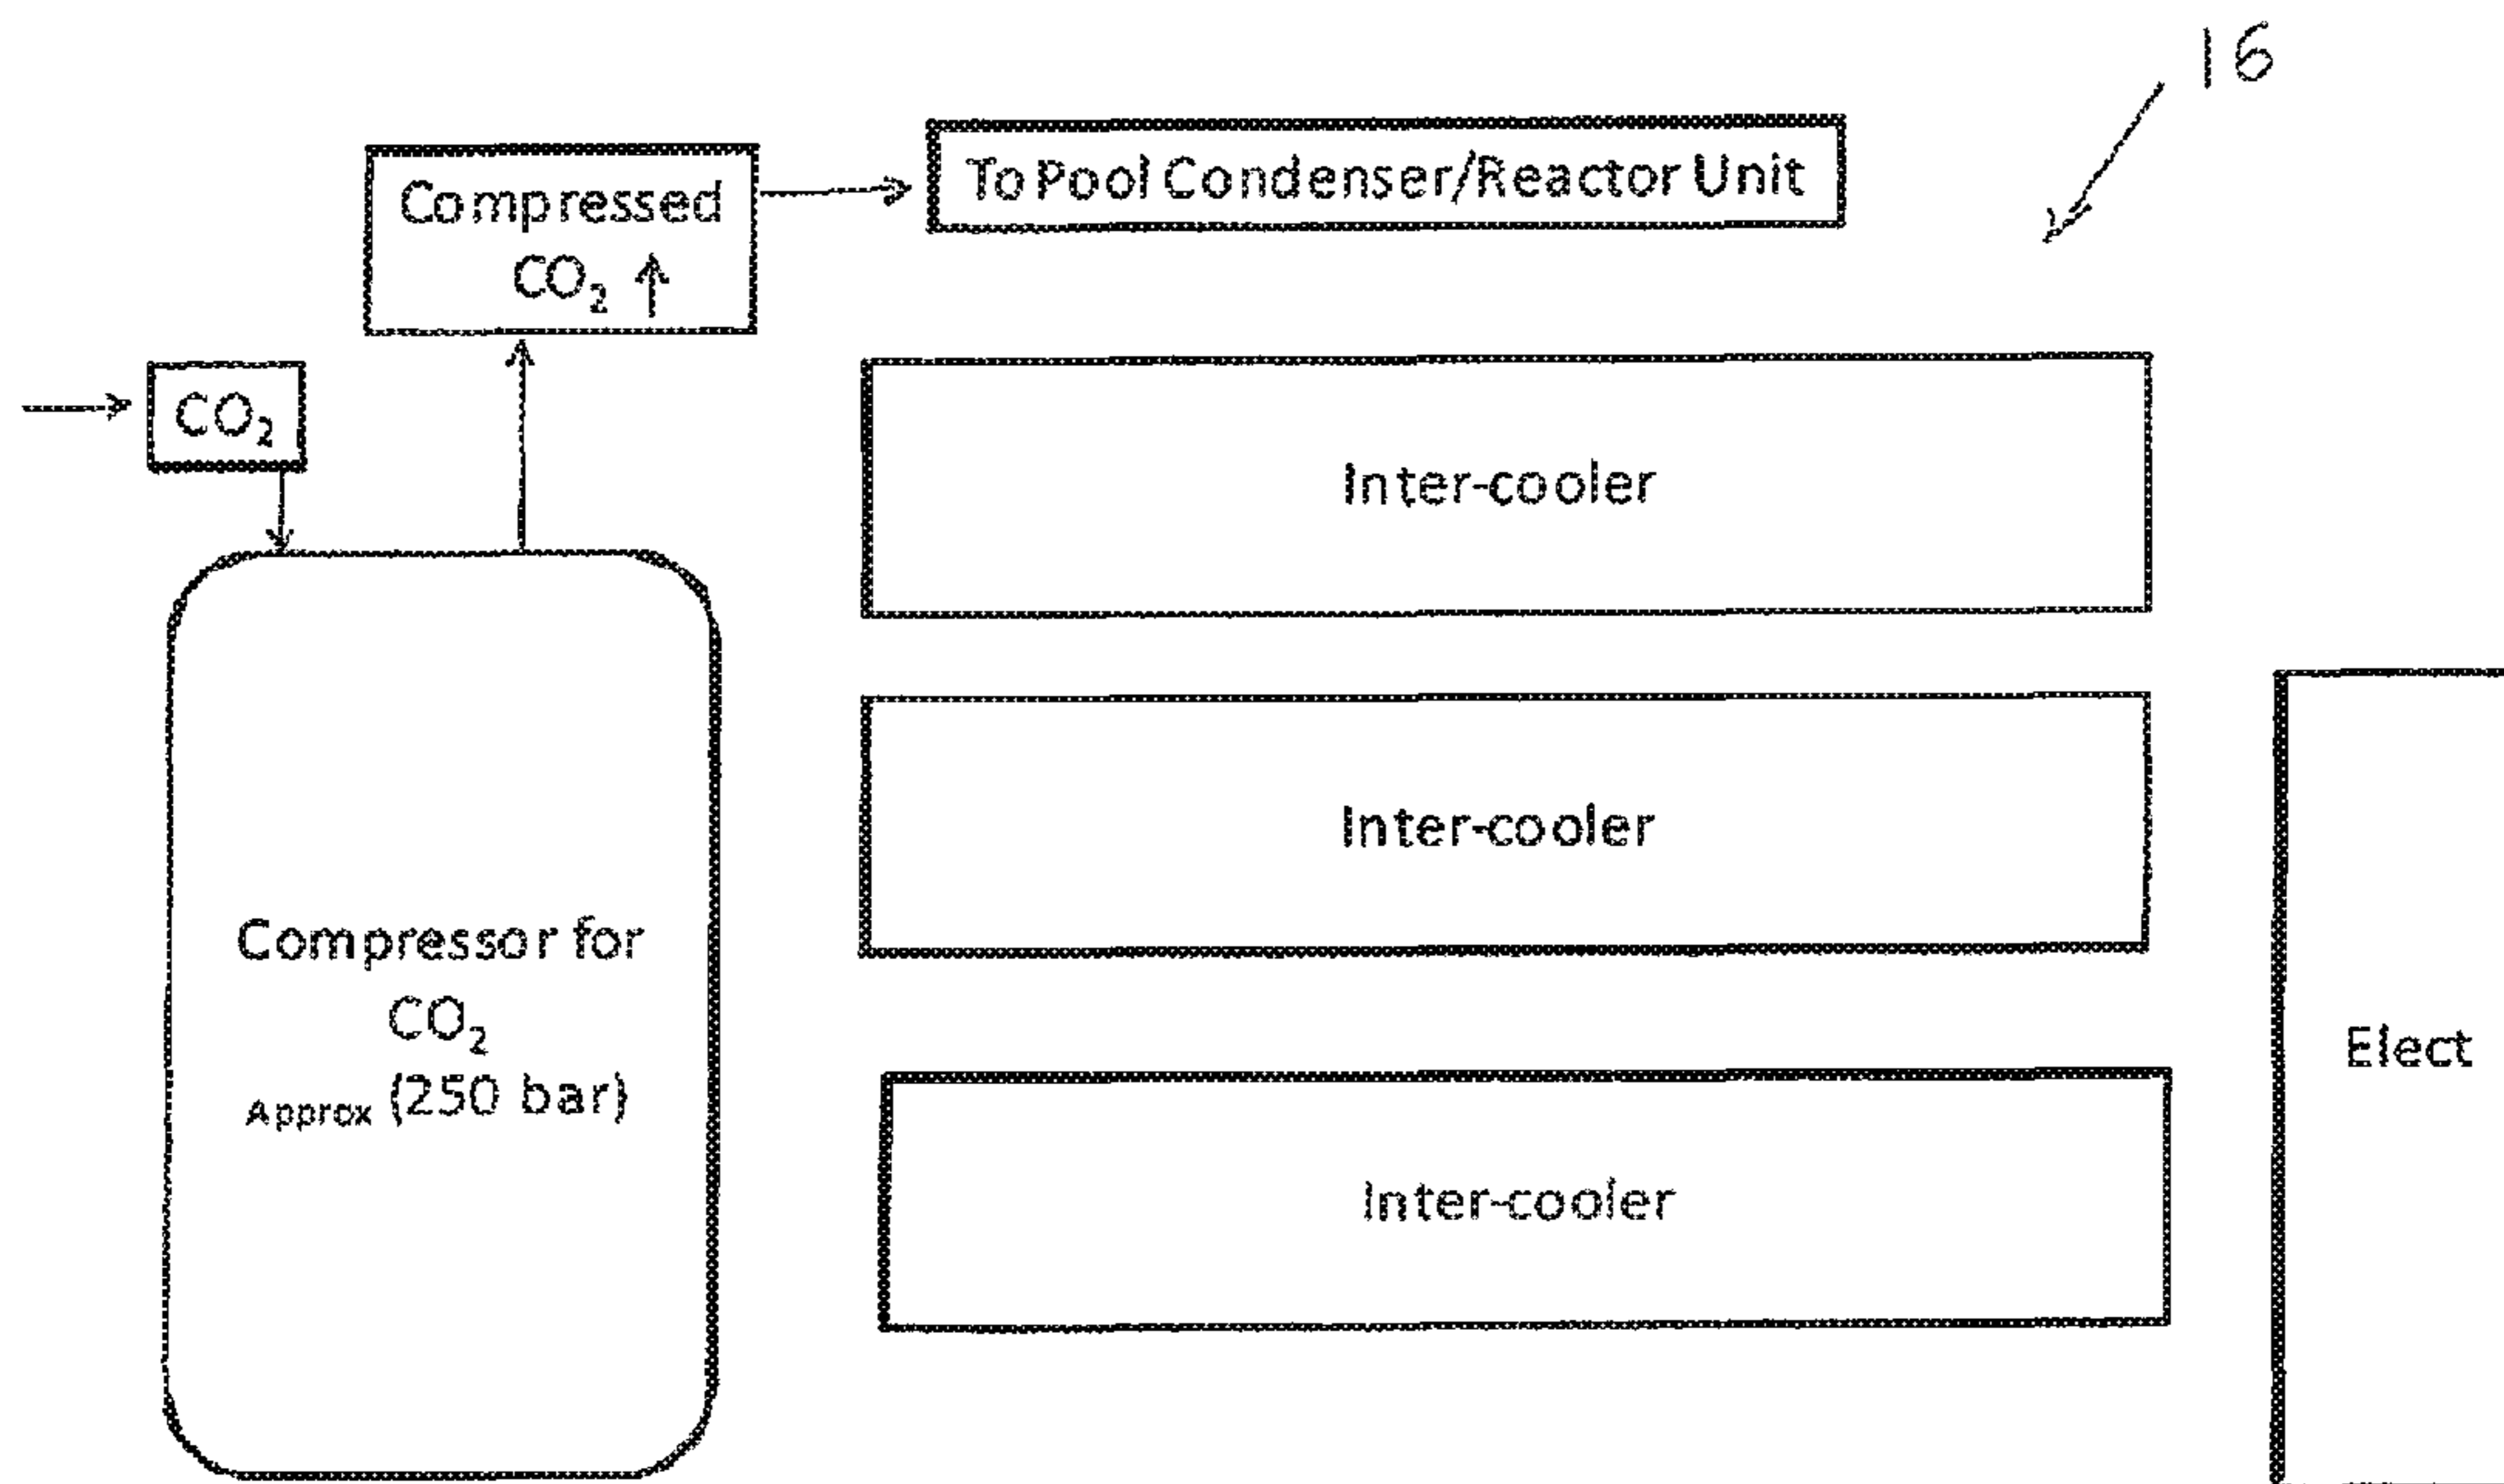 16
To Pool Condenser/Reactor Unit
Compressed
CO₂ ↑
CO₂
Inter-cooler
Inter-cooler
Compressor for
CO₂
Approx (250 bar)
Elect
Inter-cooler